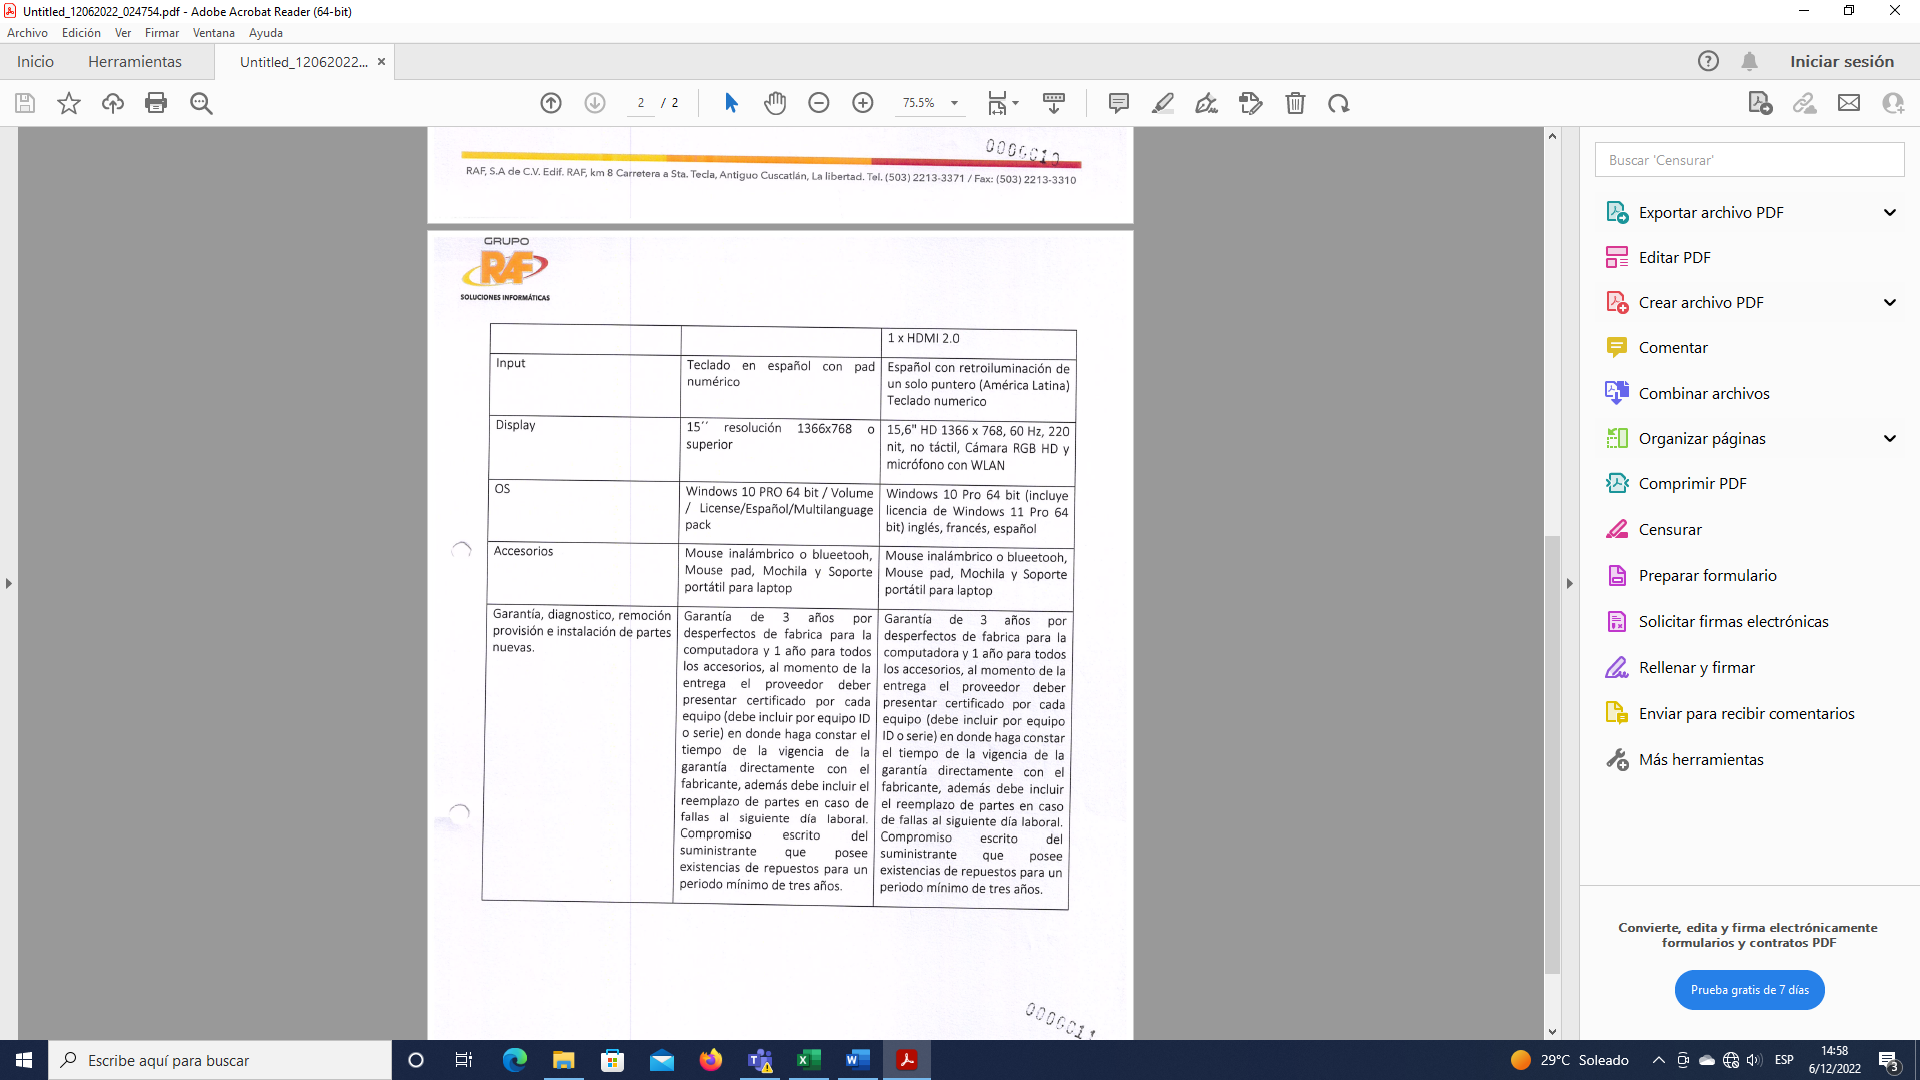 Untitled_12062022_024754.pdf - Adobe Acrobat Reader (64-bit)
Archivo Edición Ver Firmar Ventana Ayuda
Inicio Herramientas Untitled_12062022... × Iniciar sesión
2 / 2 75.5%
0000010
RAF, S.A de C.V. Edif. RAF, km 8 Carretera a Sta. Tecla, Antiguo Cuscatlán, La libertad. Tel. (503) 2213-3371 / Fax: (503) 2213-3310
GRUPO
RAF
SOLUCIONES INFORMÁTICAS
1 x HDMI 2.0
Input
Teclado en español con pad
numérico
Español con retroiluminación de
un solo puntero (América Latina)
Teclado numerico
Display
15´´ resolución 1366x768 o
superior
15,6" HD 1366 x 768, 60 Hz, 220
nit, no táctil, Cámara RGB HD y
micrófono con WLAN
OS
Windows 10 PRO 64 bit / Volume
/ License/Español/Multilanguage
pack
Windows 10 Pro 64 bit (incluye
licencia de Windows 11 Pro 64
bit) inglés, francés, español
Accesorios
Mouse inalámbrico o blueetooh,
Mouse pad, Mochila y Soporte
portátil para laptop
Mouse inalámbrico o blueetooh,
Mouse pad, Mochila y Soporte
portátil para laptop
Garantía, diagnostico, remoción
provisión e instalación de partes
nuevas.
Garantía de 3 años por
desperfectos de fabrica para la
computadora y 1 año para todos
los accesorios, al momento de la
entrega el proveedor deber
presentar certificado por cada
equipo (debe incluir por equipo ID
o serie) en donde haga constar el
tiempo de la vigencia de la
garantía directamente con el
fabricante, además debe incluir el
reemplazo de partes en caso de
fallas al siguiente día laboral.
Compromiso escrito del
suministrante que posee
existencias de repuestos para un
periodo mínimo de tres años.
Garantía de 3 años por
desperfectos de fabrica para la
computadora y 1 año para todos
los accesorios, al momento de la
entrega el proveedor deber
presentar certificado por cada
equipo (debe incluir por equipo
ID o serie) en donde haga constar
el tiempo de la vigencia de la
garantía directamente con el
fabricante, además debe incluir
el reemplazo de partes en caso
de fallas al siguiente día laboral.
Compromiso escrito del
suministrante que posee
existencias de repuestos para un
periodo mínimo de tres años.
0000011
Buscar 'Censurar'
Exportar archivo PDF
Editar PDF
Crear archivo PDF
Comentar
Combinar archivos
Organizar páginas
Comprimir PDF
Censurar
Preparar formulario
Solicitar firmas electrónicas
Rellenar y firmar
Enviar para recibir comentarios
Más herramientas
Convierte, edita y firma electrónicamente
formularios y contratos PDF
Prueba gratis de 7 días
Escribe aquí para buscar
29°C Soleado
ESP
14:58
6/12/2022
3